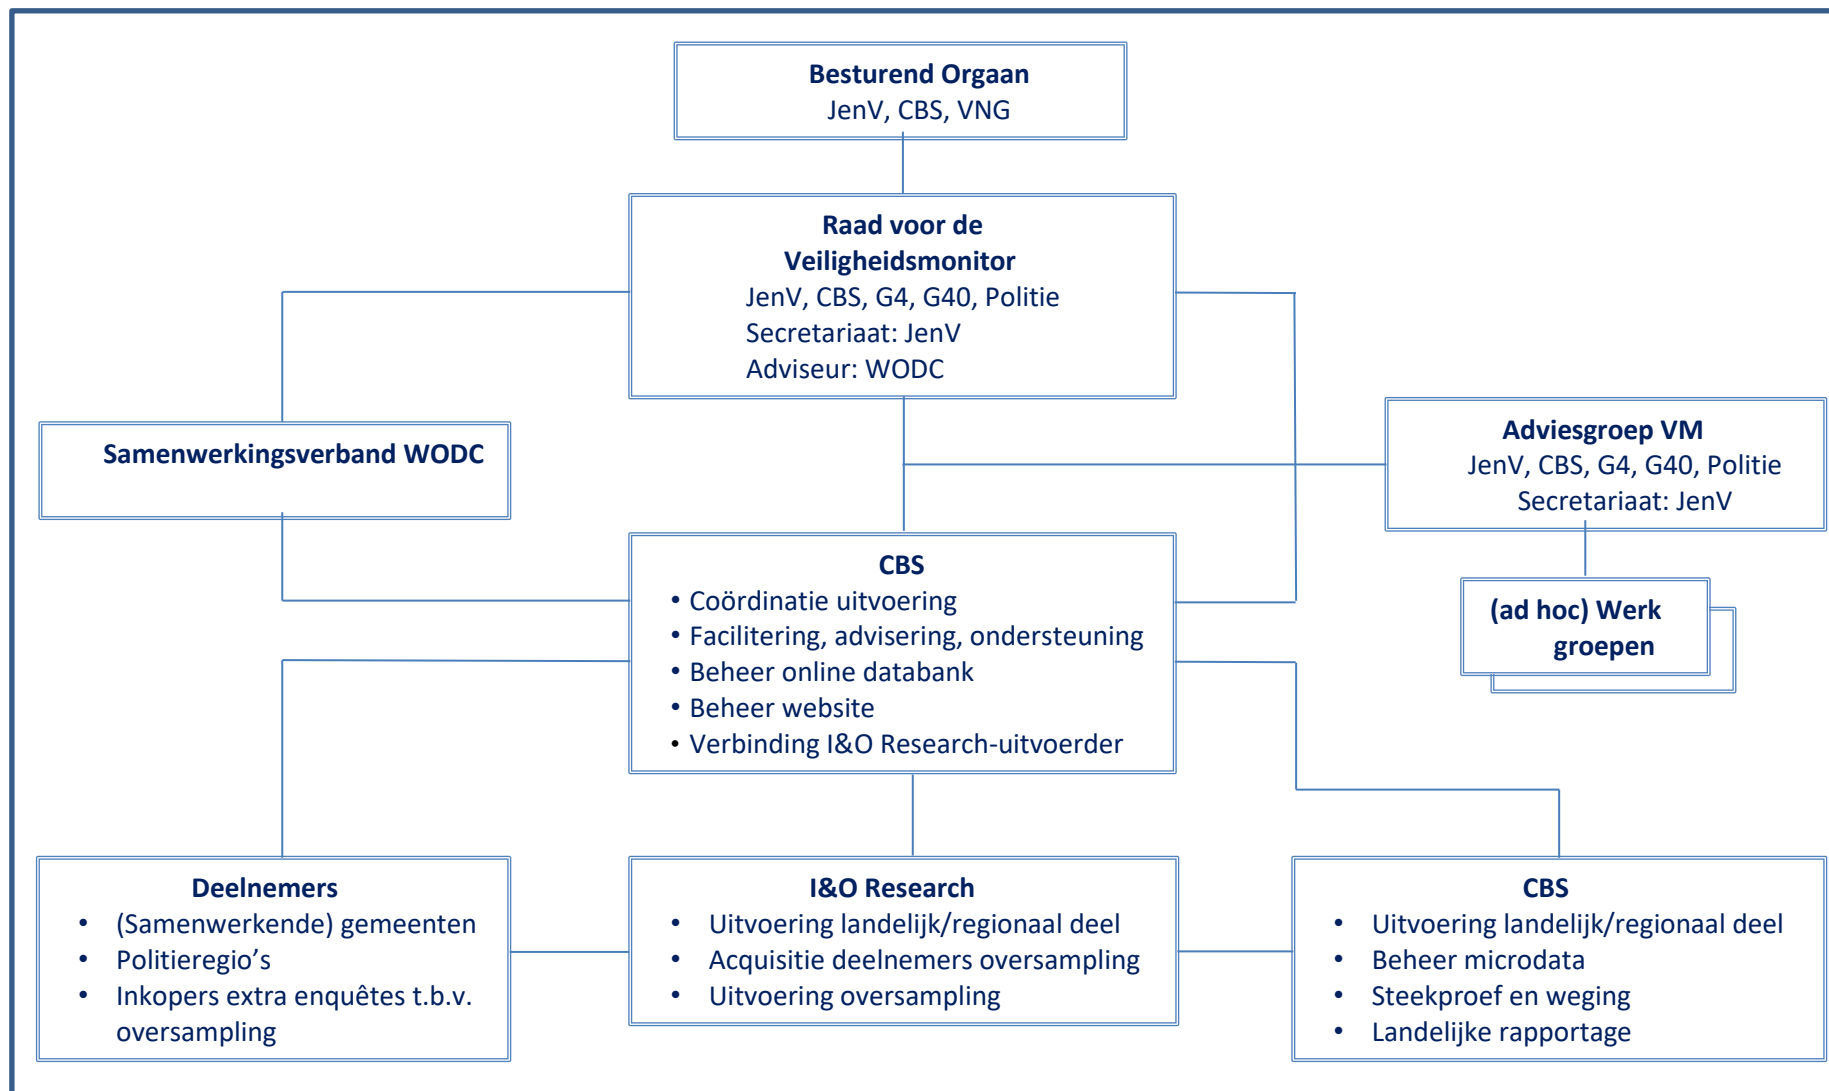 Besturend Orgaan
JenV, CBS, VNG
Raad voor de
Veiligheidsmonitor
JenV, CBS, G4, G40, Politie
Secretariaat: JenV
Adviseur: WODC
Samenwerkingsverband WODC
Adviesgroep VM
JenV, CBS, G4, G40, Politie
Secretariaat: JenV
(ad hoc) Werk
groepen
CBS
• Coördinatie uitvoering
• Facilitering, advisering, ondersteuning
• Beheer online databank
• Beheer website
• Verbinding I&O Research-uitvoerder
Deelnemers
• (Samenwerkende) gemeenten
• Politieregio’s
• Inkopers extra enquêtes t.b.v.
oversampling
I&O Research
• Uitvoering landelijk/regionaal deel
• Acquisitie deelnemers oversampling
• Uitvoering oversampling
CBS
• Uitvoering landelijk/regionaal deel
• Beheer microdata
• Steekproef en weging
• Landelijke rapportage